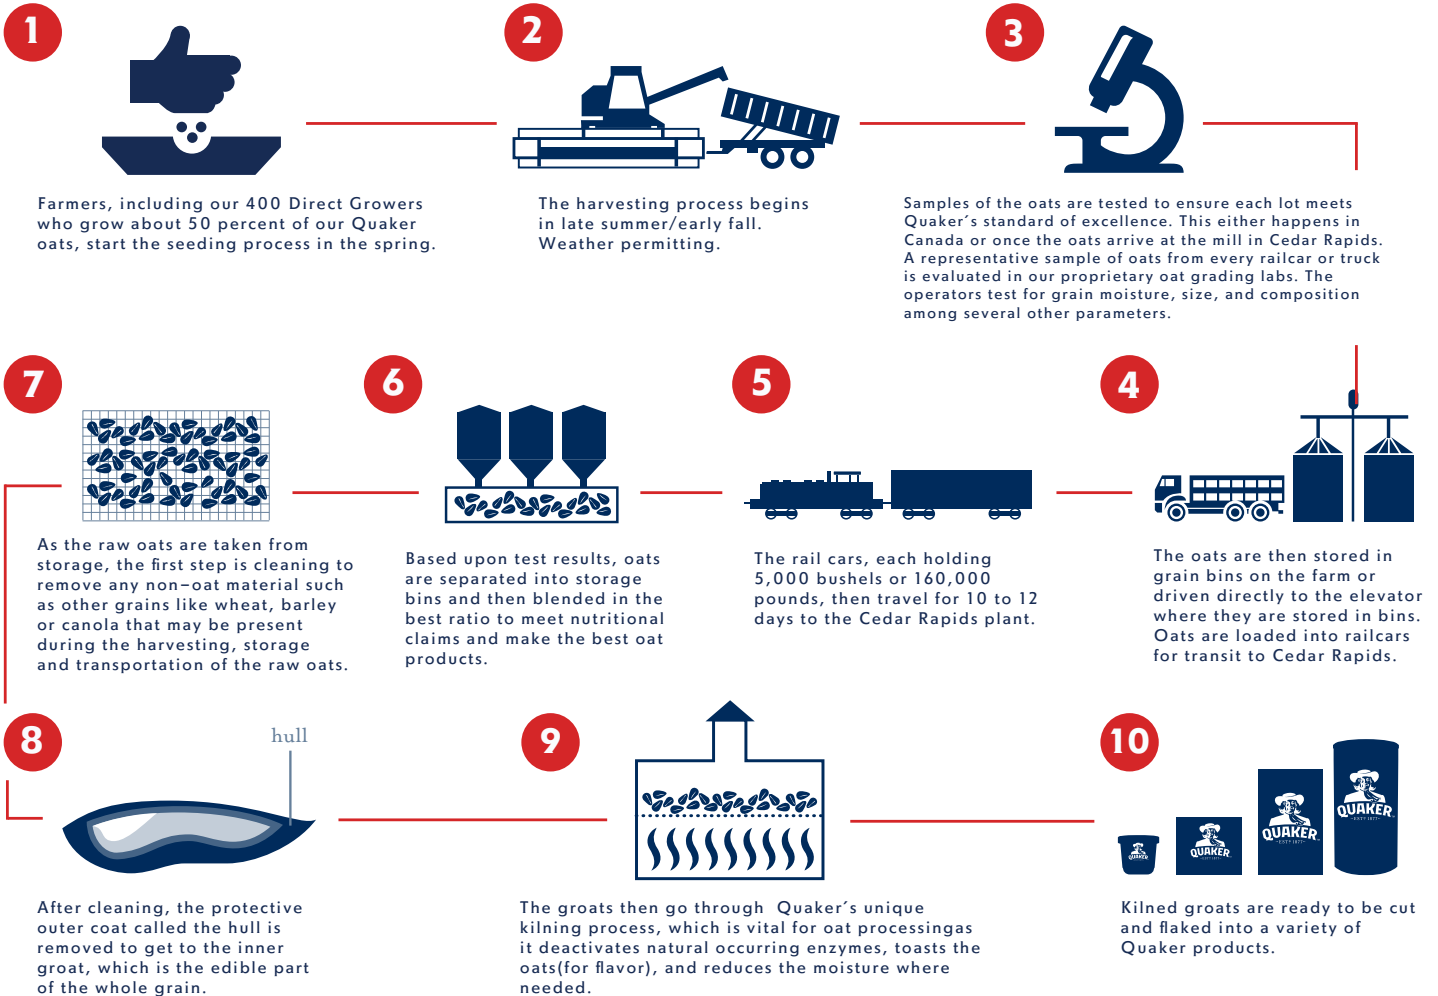 1
Farmers, including our 400 Direct Growers
who grow about 50 percent of our Quaker
oats, start the seeding process in the spring.
2
The harvesting process begins
in late summer/early fall.
Weather permitting.
3
Samples of the oats are tested to ensure each lot meets
Quaker's standard of excellence. This either happens in
Canada or once the oats arrive at the mill in Cedar Rapids.
A representative sample of oats from every railcar or truck
is evaluated in our proprietary oat grading labs. The
operators test for grain moisture, size, and composition
among several other parameters.
4
The oats are then stored in
grain bins on the farm or
driven directly to the elevator
where they are stored in bins.
Oats are loaded into railcars
for transit to Cedar Rapids.
5
The rail cars, each holding
5,000 bushels or 160,000
pounds, then travel for 10 to 12
days to the Cedar Rapids plant.
6
Based upon test results, oats
are separated into storage
bins and then blended in the
best ratio to meet nutritional
claims and make the best oat
products.
7
As the raw oats are taken from
storage, the first step is cleaning to
remove any non-oat material such
as other grains like wheat, barley
or canola that may be present
during the harvesting, storage
and transportation of the raw oats.
8
hull
After cleaning, the protective
outer coat called the hull is
removed to get to the inner
groat, which is the edible part
of the whole grain.
9
The groats then go through Quaker's unique
kilning process, which is vital for oat processingas
it deactivates natural occurring enzymes, toasts the
oats(for flavor), and reduces the moisture where
needed.
10
QUAKER
QUAKER
QUAKER
-ESTD 1877-
QUAKER
-ESTD 1877-
Kilned groats are ready to be cut
and flaked into a variety of
Quaker products.